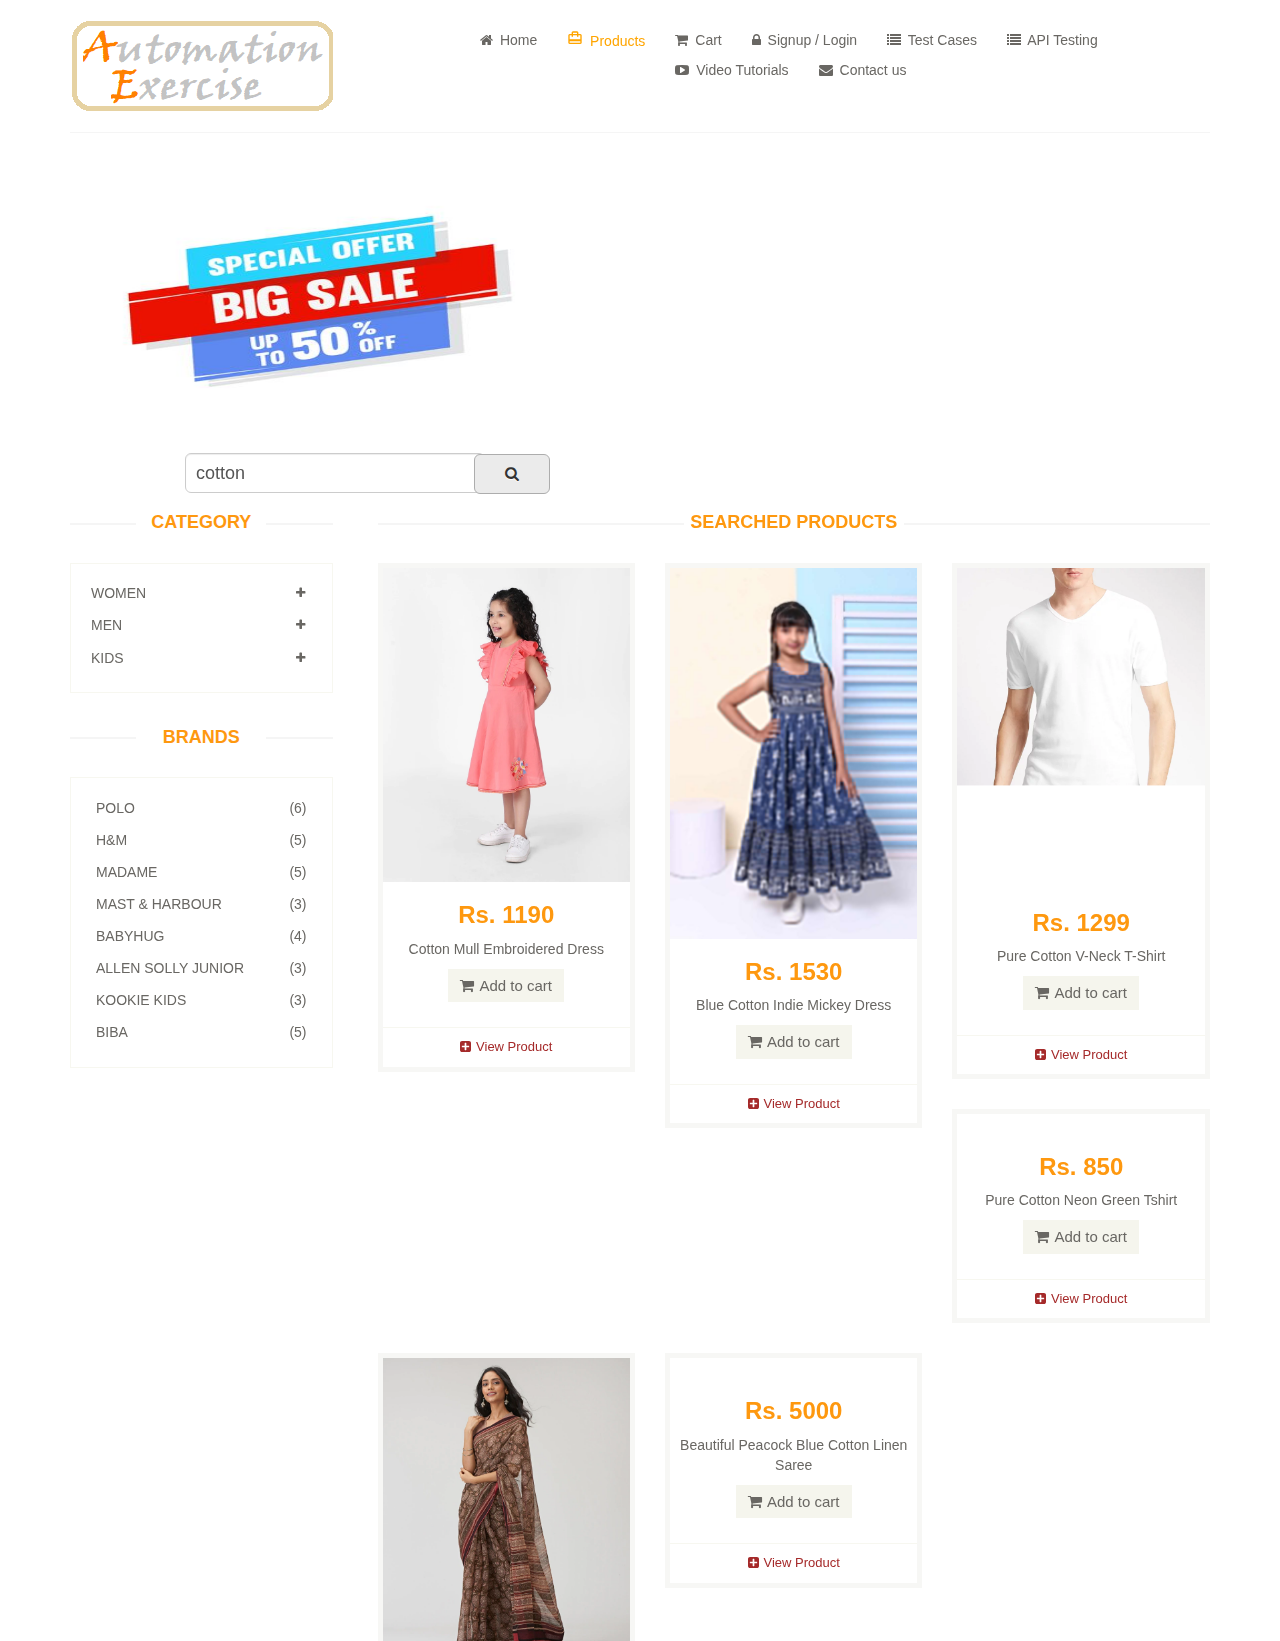 Automation
Exercise
Home
Products
Cart
Signup / Login
Test Cases
API Testing
Video Tutorials
Contact us
SPECIAL OFFER
BIG SALE
UP TO 50% OFF
cotton
CATEGORY
WOMEN
MEN
KIDS
BRANDS
POLO (6)
H&M (5)
MADAME (5)
MAST & HARBOUR (3)
BABYHUG (4)
ALLEN SOLLY JUNIOR (3)
KOOKIE KIDS (3)
BIBA (5)
SEARCHED PRODUCTS
Rs. 1190
Cotton Mull Embroidered Dress
Add to cart
View Product
Rs. 1530
Blue Cotton Indie Mickey Dress
Add to cart
View Product
Rs. 1299
Pure Cotton V-Neck T-Shirt
Add to cart
View Product
Rs. 850
Pure Cotton Neon Green Tshirt
Add to cart
View Product
Rs. 5000
Beautiful Peacock Blue Cotton Linen
Saree
Add to cart
View Product